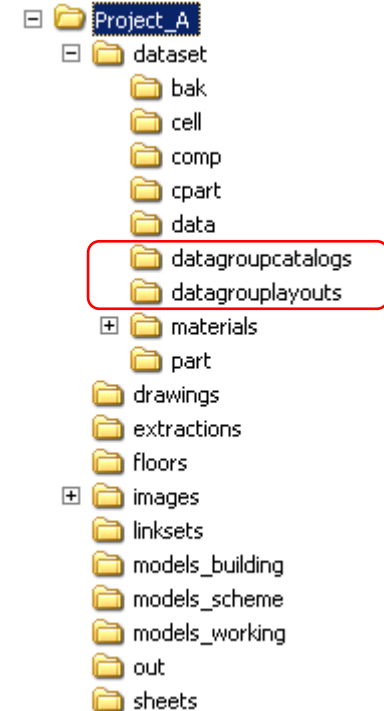 Project_A
dataset
bak
cell
comp
cpart
data
datagroupcatalogs
datagrouplayouts
materials
part
drawings
extractions
floors
images
linksets
models_building
models_scheme
models_working
out
sheets